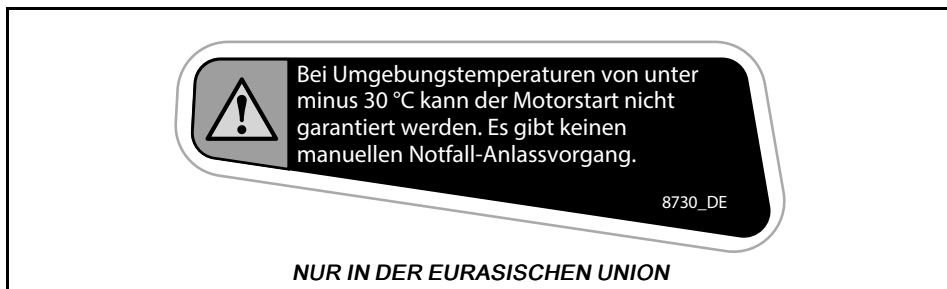 Bei Umgebungstemperaturen von unter
minus 30 °C kann der Motorstart nicht
garantiert werden. Es gibt keinen
manuellen Notfall-Anlassvorgang.
8730_DE
NUR IN DER EURASISCHEN UNION